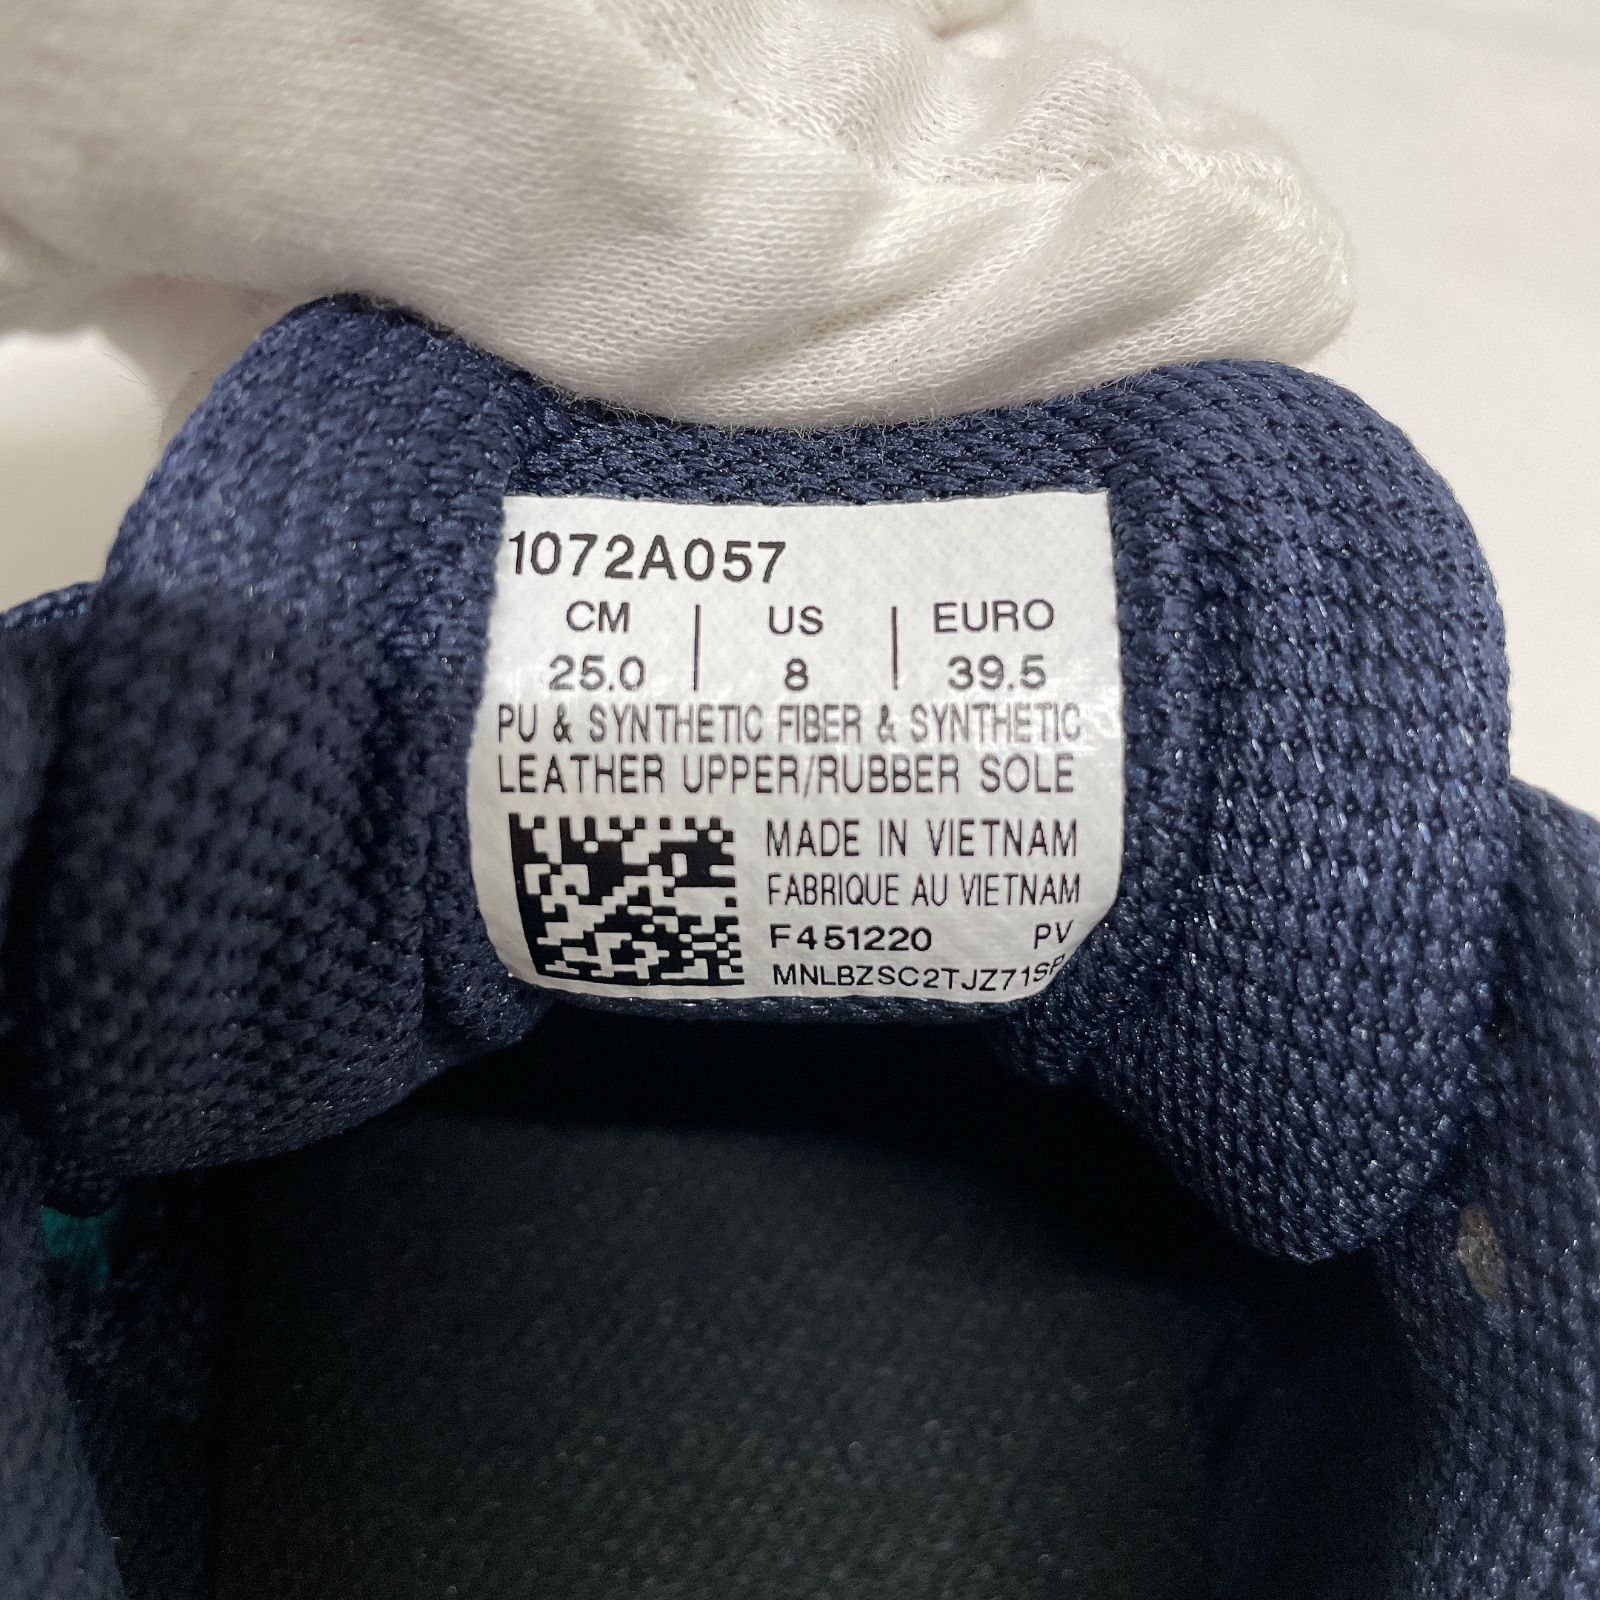 1072A057
CM | US | EURO
25.0 | 8 | 39.5
PU & SYNTHETIC FIBER & SYNTHETIC
LEATHER UPPER/RUBBER SOLE
MADE IN VIETNAM
FABRIQUE AU VIETNAM
F451220 PV
MNLBZSC2TJZ71SP